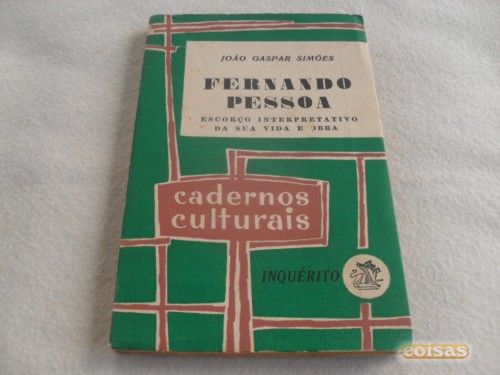 JOÃO GASPAR SIMÕES
FERNANDO
PESSOA
ESCORÇO INTERPRETATIVO
DA SUA VIDA E OBRA
cadernos
culturais
INQUÉRITO
coisas